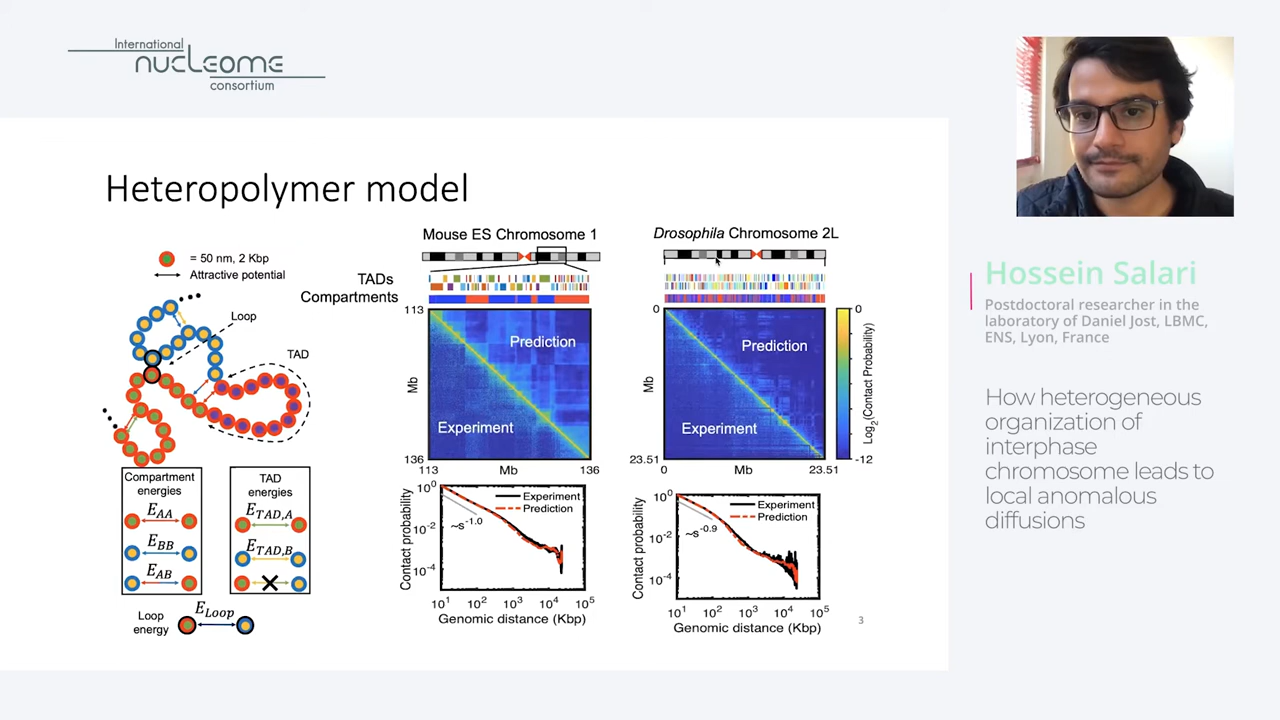 International
nucleome
consortium
Heteropolymer model
= 50 nm, 2 Kbp
Attractive potential
Loop
TAD
Compartment
energies
E_AA
E_BB
E_AB
TAD
energies
E_TAD,A
E_TAD,B
Loop
energy
E_Loop
Mouse ES Chromosome 1
TADs
Compartments
113
Prediction
Mb
Experiment
136
113
Mb
136
Contact probability
10^0
10^-2
10^-4
Experiment
Prediction
~s^-1.0
10^1 10^2 10^3 10^4 10^5
Genomic distance (Kbp)
Drosophila Chromosome 2L
0
Prediction
Mb
Experiment
23.51
0
Mb
23.51
0
Log2(Contact Probability)
-12
Contact probability
10^0
10^-2
10^-4
Experiment
Prediction
~s^-0.9
10^1 10^2 10^3 10^4 10^5
Genomic distance (Kbp)
3
Hossein Salari
Postdoctoral researcher in the
laboratory of Daniel Jost, LBMC,
ENS, Lyon, France
How heterogeneous
organization of
interphase
chromosome leads to
local anomalous
diffusions